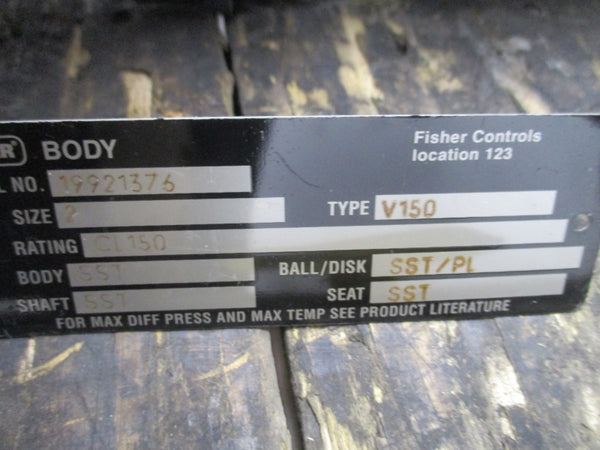 R BODY
Fisher Controls
location 123
L NO. 19921376
SIZE 2 TYPE V150
RATING CL150
BODY SST BALL/DISK SST/PL
SHAFT SST SEAT SST
FOR MAX DIFF PRESS AND MAX TEMP SEE PRODUCT LITERATURE